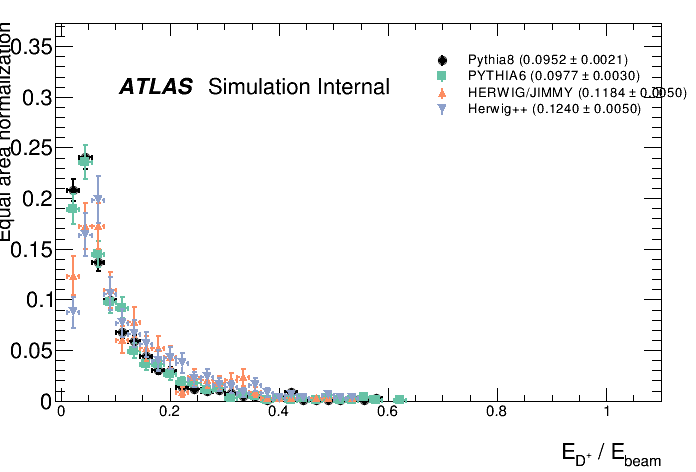 Equal area normalization
0.35
0.3
0.25
0.2
0.15
0.1
0.05
0
ATLAS Simulation Internal
Pythia8 (0.0952 ± 0.0021)
PYTHIA6 (0.0977 ± 0.0030)
HERWIG/JIMMY (0.1184 ± 0.0050)
Herwig++ (0.1240 ± 0.0050)
0 0.2 0.4 0.6 0.8 1
E_D⁺ / E_beam